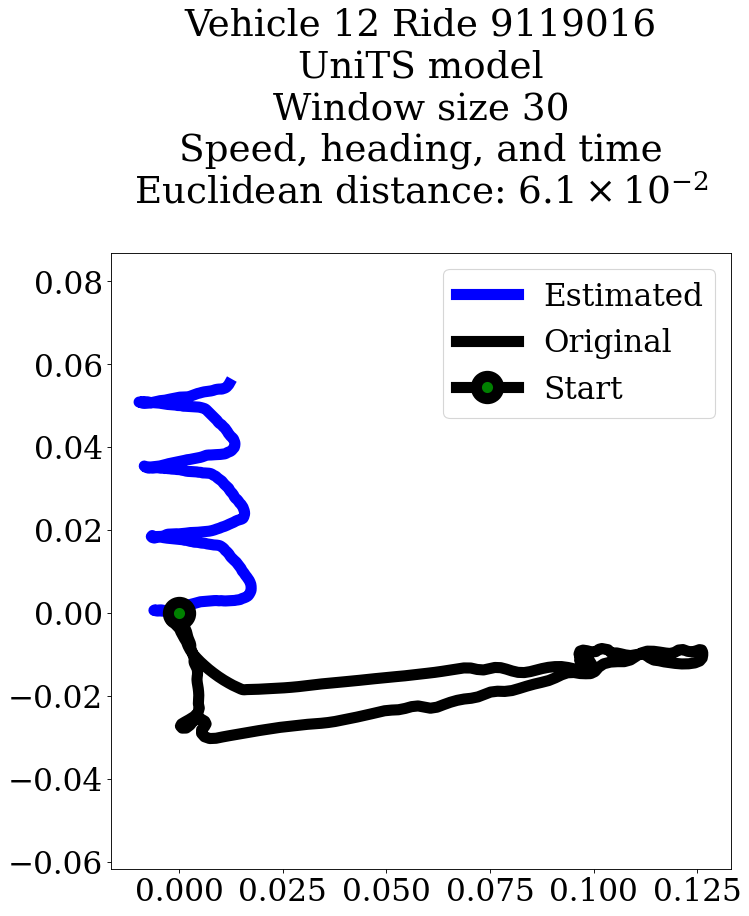 Vehicle 12 Ride 9119016
UniTS model
Window size 30
Speed, heading, and time
Euclidean distance: 6.1 × 10⁻²
Estimated
Original
Start
0.08
0.06
0.04
0.02
0.00
−0.02
−0.04
−0.06
0.000 0.025 0.050 0.075 0.100 0.125